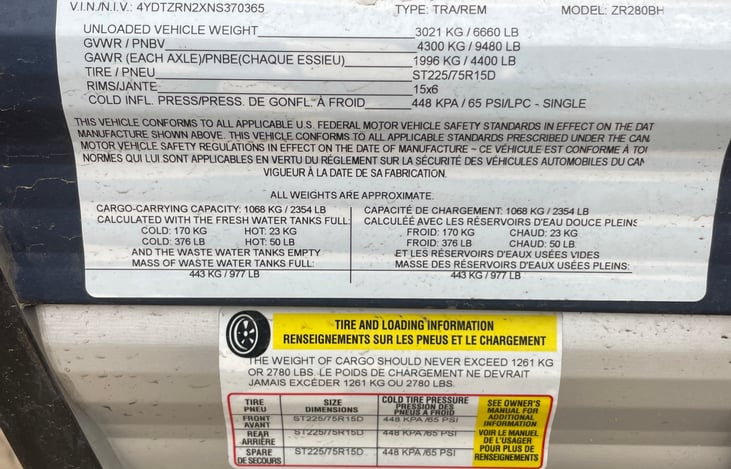 V.I.N./N.I.V.: 4YDTZRN2XNS370365 TYPE: TRA/REM MODEL: ZR280BH
UNLOADED VEHICLE WEIGHT 3021 KG / 6660 LB
GVWR / PNBV 4300 KG / 9480 LB
GAWR (EACH AXLE)/PNBE(CHAQUE ESSIEU) 1996 KG / 4400 LB
TIRE / PNEU ST225/75R15D
RIMS/JANTE 15x6
COLD INFL. PRESS/PRESS. DE GONFL. À FROID 448 KPA / 65 PSI/LPC - SINGLE
THIS VEHICLE CONFORMS TO ALL APPLICABLE U.S. FEDERAL MOTOR VEHICLE SAFETY STANDARDS IN EFFECT ON THE DAT
MANUFACTURE SHOWN ABOVE. THIS VEHICLE CONFORMS TO ALL APPLICABLE STANDARDS PRESCRIBED UNDER THE CAN
MOTOR VEHICLE SAFETY REGULATIONS IN EFFECT ON THE DATE OF MANUFACTURE ~ CE VÉHICULE EST CONFORME À TOU
NORMES QUI LUI SONT APPLICABLES EN VERTU DU RÉGLEMENT SUR LA SÉCURITÉ DES VÉHICULES AUTOMOBILES DU CAN
VIGUEUR À LA DATE DE SA FABRICATION.
ALL WEIGHTS ARE APPROXIMATE.
CARGO-CARRYING CAPACITY: 1068 KG / 2354 LB
CALCULATED WITH THE FRESH WATER TANKS FULL:
COLD: 170 KG HOT: 23 KG
COLD: 376 LB HOT: 50 LB
AND THE WASTE WATER TANKS EMPTY
MASS OF WASTE WATER TANKS FULL:
443 KG / 977 LB
CAPACITÉ DE CHARGEMENT: 1068 KG / 2354 LB
CALCULÉE AVEC LES RÉSERVOIRS D'EAU DOUCE PLEINS
FROID: 170 KG CHAUD: 23 KG
FROID: 376 LB CHAUD: 50 LB
ET LES RÉSERVOIRS D'EAUX USÉES VIDES
MASSE DES RÉSERVOIRS D'EAUX USÉES PLEINS:
443 KG / 977 LB
TIRE AND LOADING INFORMATION
RENSEIGNEMENTS SUR LES PNEUS ET LE CHARGEMENT
THE WEIGHT OF CARGO SHOULD NEVER EXCEED 1261 KG
OR 2780 LBS. LE POIDS DE CHARGEMENT NE DEVRAIT
JAMAIS EXCÉDER 1261 KG OU 2780 LBS.
TIRE SIZE COLD TIRE PRESSURE
PNEU DIMENSIONS PRESSION DES
PNEUS A FROID
FRONT
AVANT ST225/75R15D 448 KPA /65 PSI
REAR
ARRIÈRE ST225/75R15D 448 KPA /65 PSI
SPARE
DE SECOURS ST225/75R15D 448 KPA /65 PSI
SEE OWNER'S
MANUAL FOR
ADDITIONAL
INFORMATION
VOIR LE MANUEL
DE L'USAGER
POUR PLUS DE
RENSEIGNEMENTS